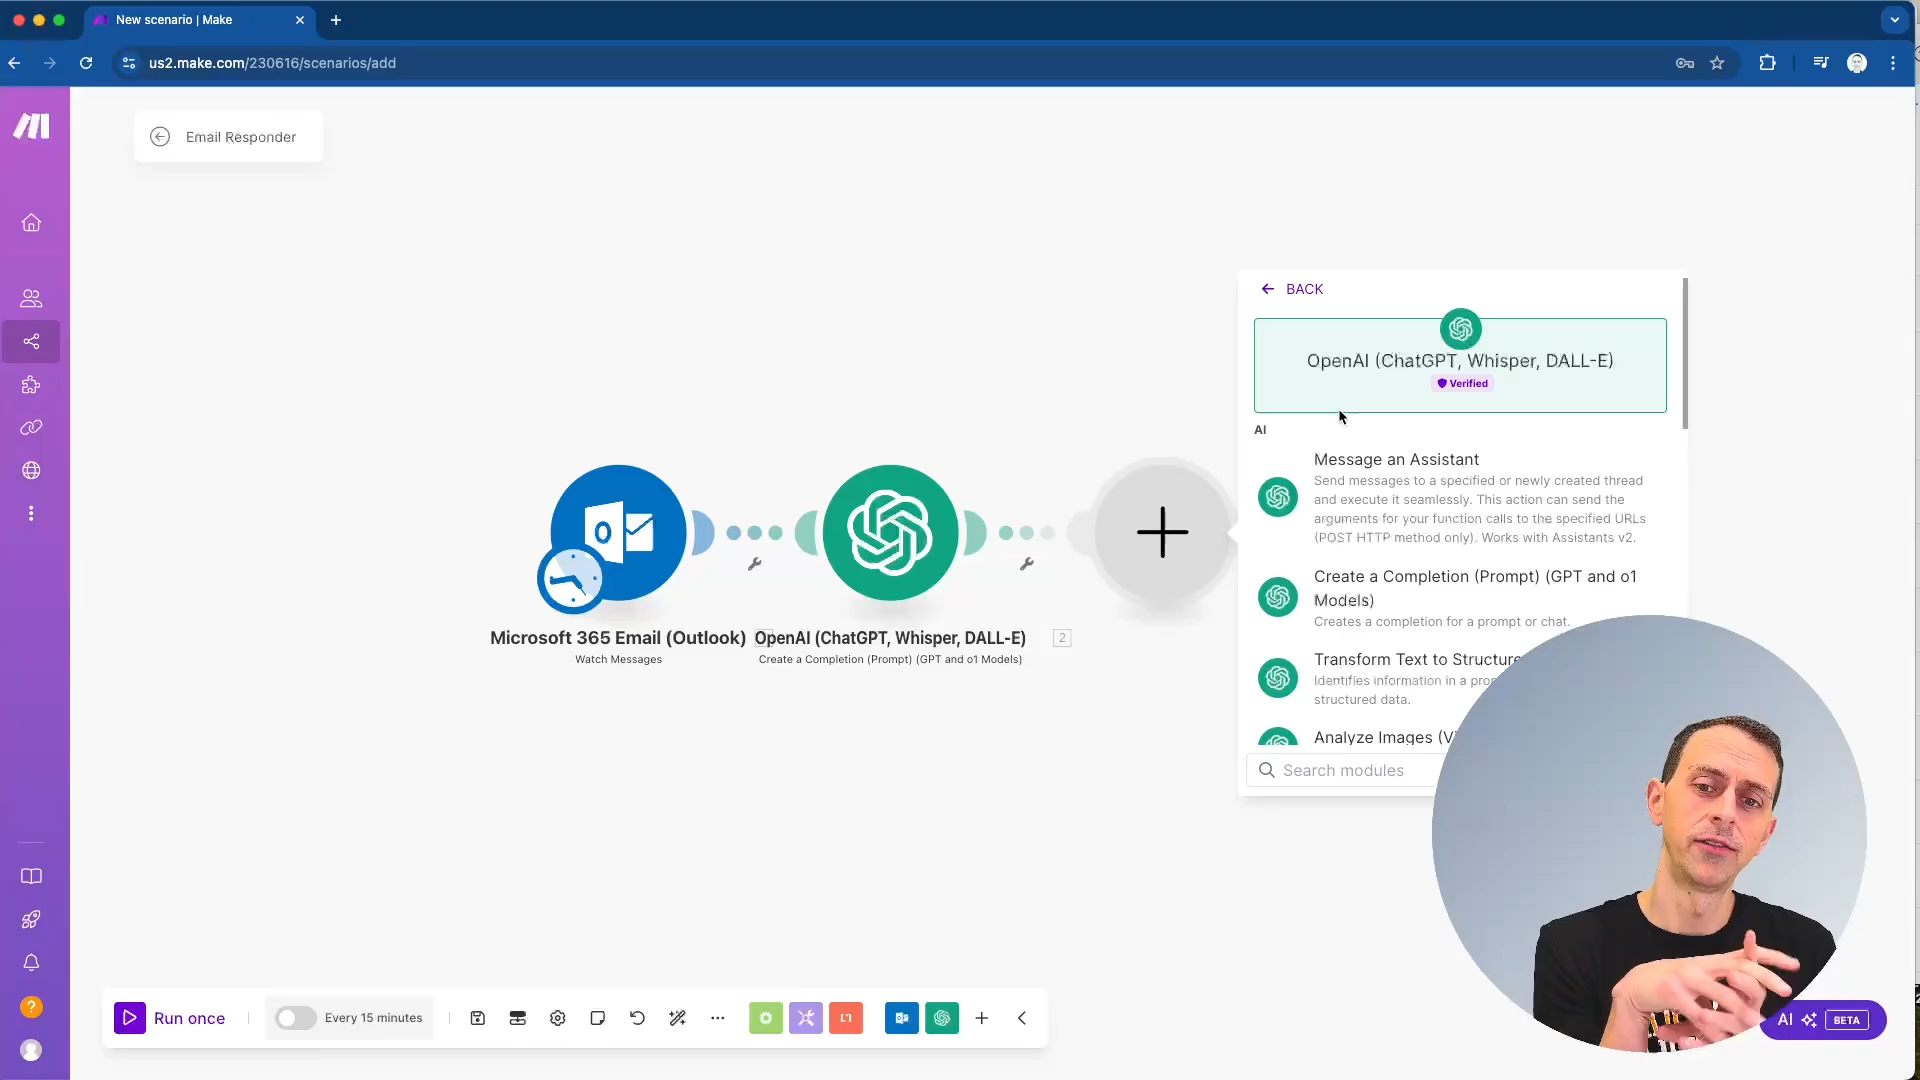 New scenario | Make
us2.make.com/230616/scenarios/add
Email Responder
BACK
OpenAI (ChatGPT, Whisper, DALL-E)
Verified
AI
Message an Assistant
Send messages to a specified or newly created thread
and execute it seamlessly. This action can send the
arguments for your function calls to the specified URLs
(POST HTTP method only). Works with Assistants v2.
Create a Completion (Prompt) (GPT and o1
Models)
Creates a completion for a prompt or chat.
Transform Text to Structure
Identifies information in a pro
structured data.
Analyze Images (V
Search modules
Microsoft 365 Email (Outlook)
Watch Messages
OpenAI (ChatGPT, Whisper, DALL-E) 2
Create a Completion (Prompt) (GPT and o1 Models)
Run once
Every 15 minutes
AI BETA